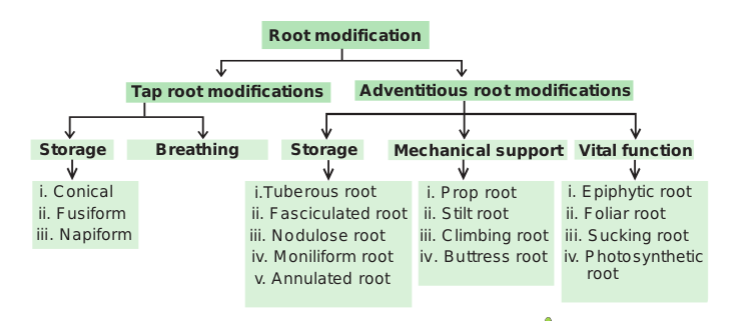 Root modification
Tap root modifications
Adventitious root modifications
Storage
Breathing
Storage
Mechanical support
Vital function
i. Conical
ii. Fusiform
iii. Napiform
i.Tuberous root
ii. Fasciculated root
iii. Nodulose root
iv. Moniliform root
v. Annulated root
i. Prop root
ii. Stilt root
iii. Climbing root
iv. Buttress root
i. Epiphytic root
ii. Foliar root
iii. Sucking root
iv. Photosynthetic
root